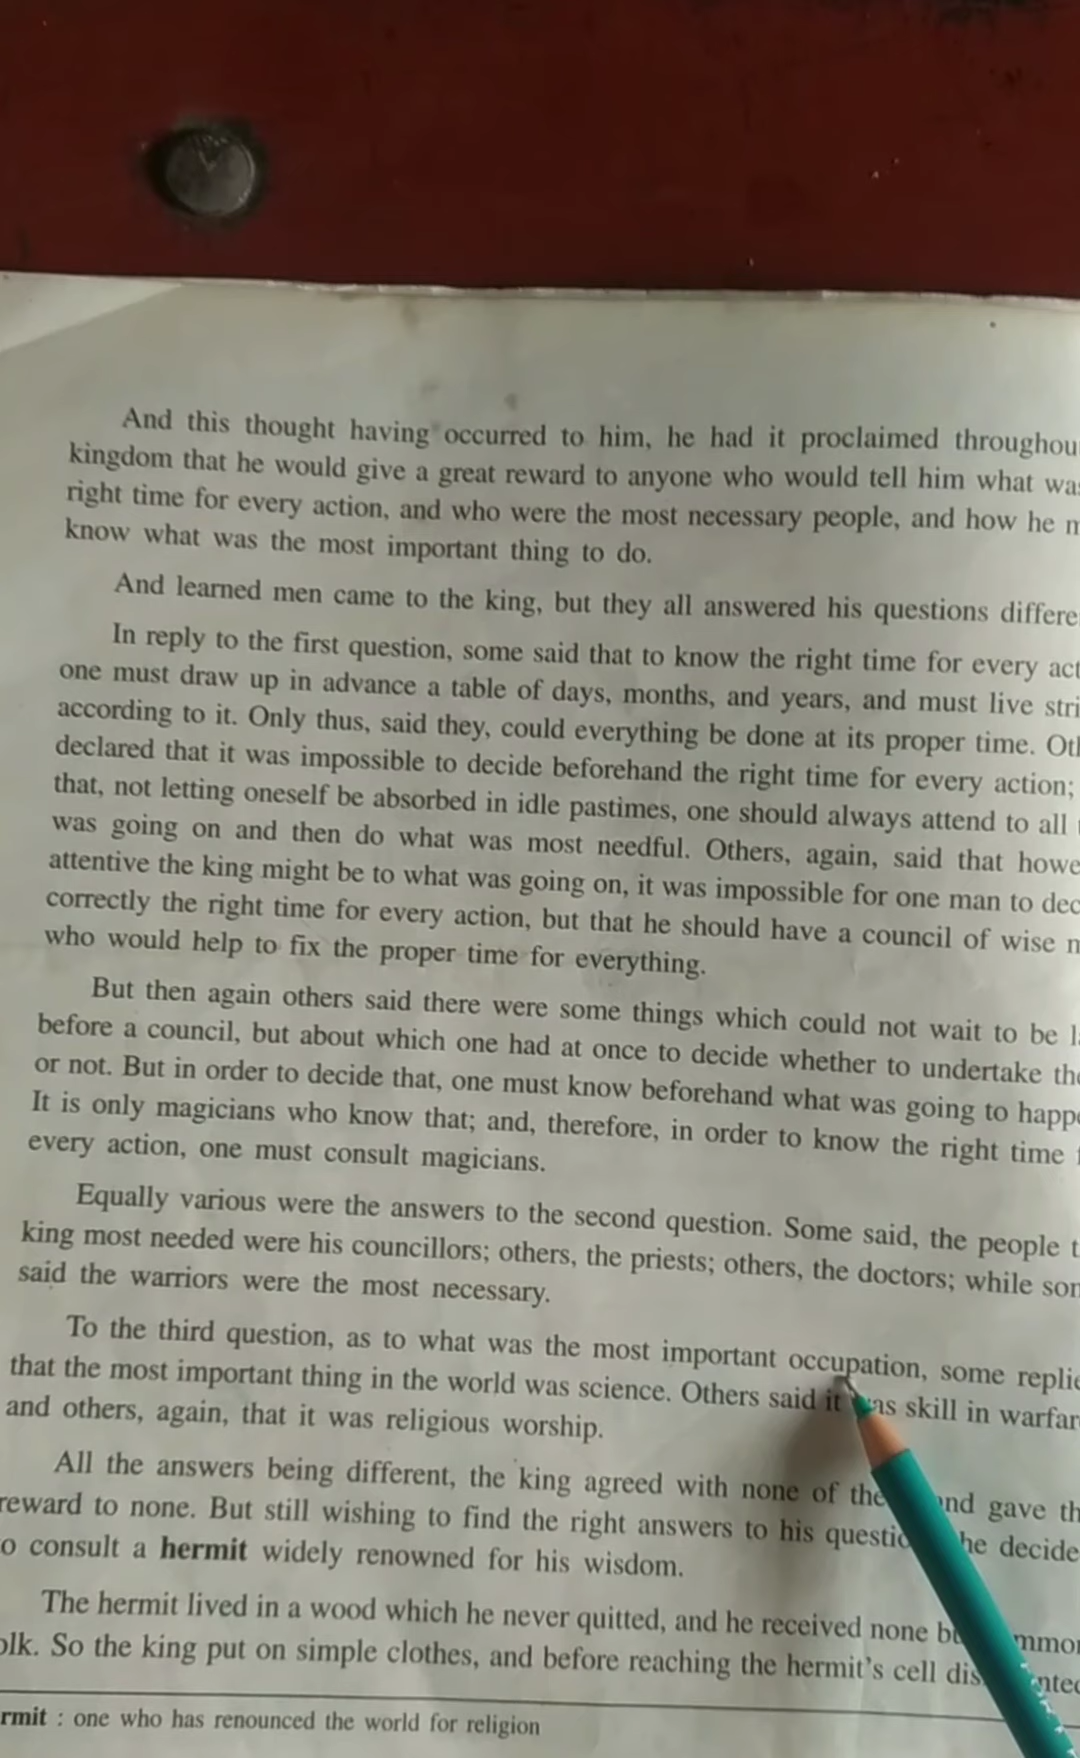 And this thought having occurred to him, he had it proclaimed throughou
kingdom that he would give a great reward to anyone who would tell him what wa
right time for every action, and who were the most necessary people, and how he
know what was the most important thing to do.
And learned men came to the king, but they all answered his questions differe
In reply to the first question, some said that to know the right time for every act
one must draw up in advance a table of days, months, and years, and must live stri
according to it. Only thus, said they, could everything be done at its proper time. Oth
declared that it was impossible to decide beforehand the right time for every action;
that, not letting oneself be absorbed in idle pastimes, one should always attend to all
was going on and then do what was most needful. Others, again, said that howe
attentive the king might be to what was going on, it was impossible for one man to dec
correctly the right time for every action, but that he should have a council of wise
who would help to fix the proper time for everything.
But then again others said there were some things which could not wait to be
before a council, but about which one had at once to decide whether to undertake the
or not. But in order to decide that, one must know beforehand what was going to happe
It is only magicians who know that; and, therefore, in order to know the right time
every action, one must consult magicians.
Equally various were the answers to the second question. Some said, the people
king most needed were his councillors; others, the priests; others, the doctors; while som
said the warriors were the most necessary.
To the third question, as to what was the most important occupation, some replie
that the most important thing in the world was science. Others said it was skill in warfar
and others, again, that it was religious worship.
All the answers being different, the king agreed with none of the and gave th
reward to none. But still wishing to find the right answers to his questio he decide
o consult a hermit widely renowned for his wisdom.
The hermit lived in a wood which he never quitted, and he received none b mmon
olk. So the king put on simple clothes, and before reaching the hermit's cell dis nted
rmit : one who has renounced the world for religion